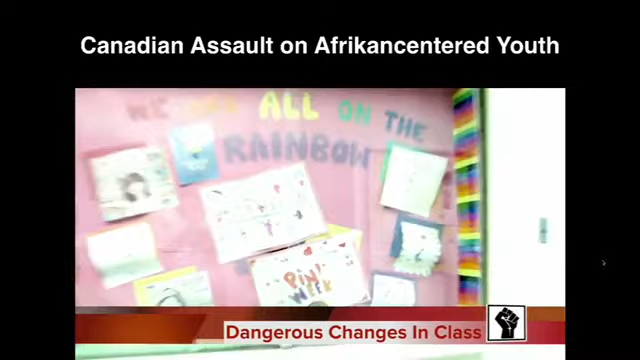 Canadian Assault on Afrikancentered Youth
WE ARE ALL ON THE
RAINBOW
PINK
WEEK
Dangerous Changes In Class